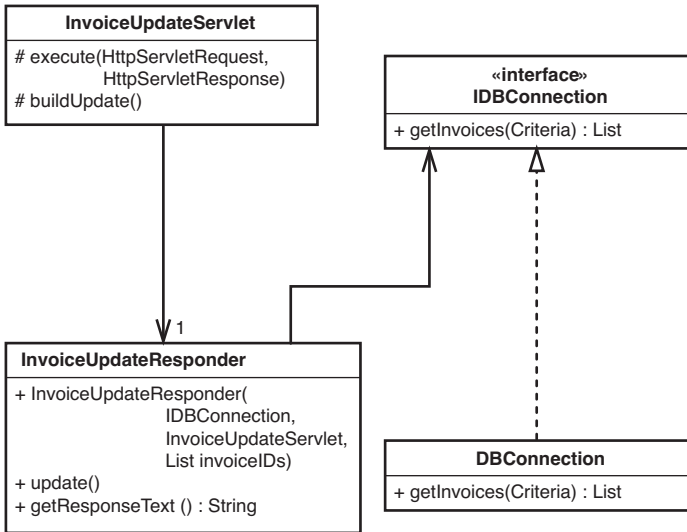 InvoiceUpdateServlet
# execute(HttpServletRequest,
HttpServletResponse)
# buildUpdate()
«interface»
IDBConnection
+ getInvoices(Criteria) : List
1
InvoiceUpdateResponder
+ InvoiceUpdateResponder(
IDBConnection,
InvoiceUpdateServlet,
List invoiceIDs)
+ update()
+ getResponseText () : String
DBConnection
+ getInvoices(Criteria) : List